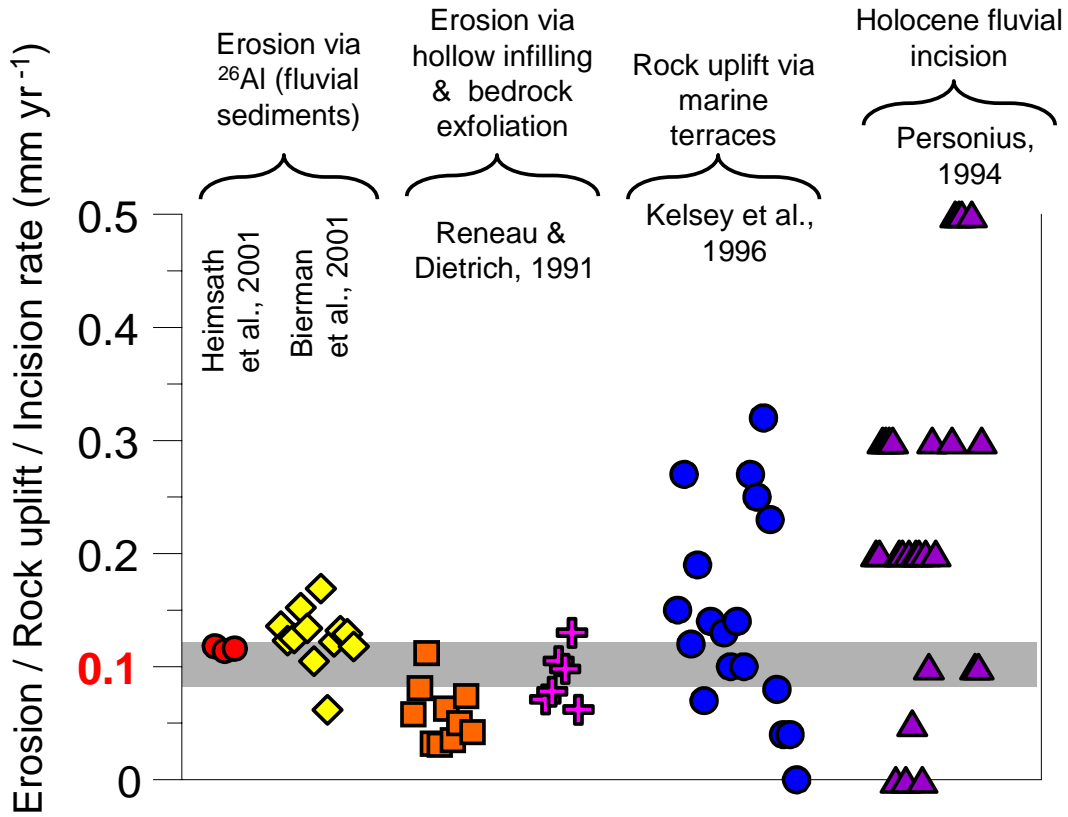 Erosion via
²⁶Al (fluvial
sediments)
Erosion via
hollow infilling
& bedrock
exfoliation
Rock uplift via
marine
terraces
Holocene fluvial
incision
Heimsath
et al., 2001
Bierman
et al., 2001
Reneau &
Dietrich, 1991
Kelsey et al.,
1996
Personius,
1994
Erosion / Rock uplift / Incision rate (mm yr⁻¹)
0.5
0.4
0.3
0.2
0.1
0